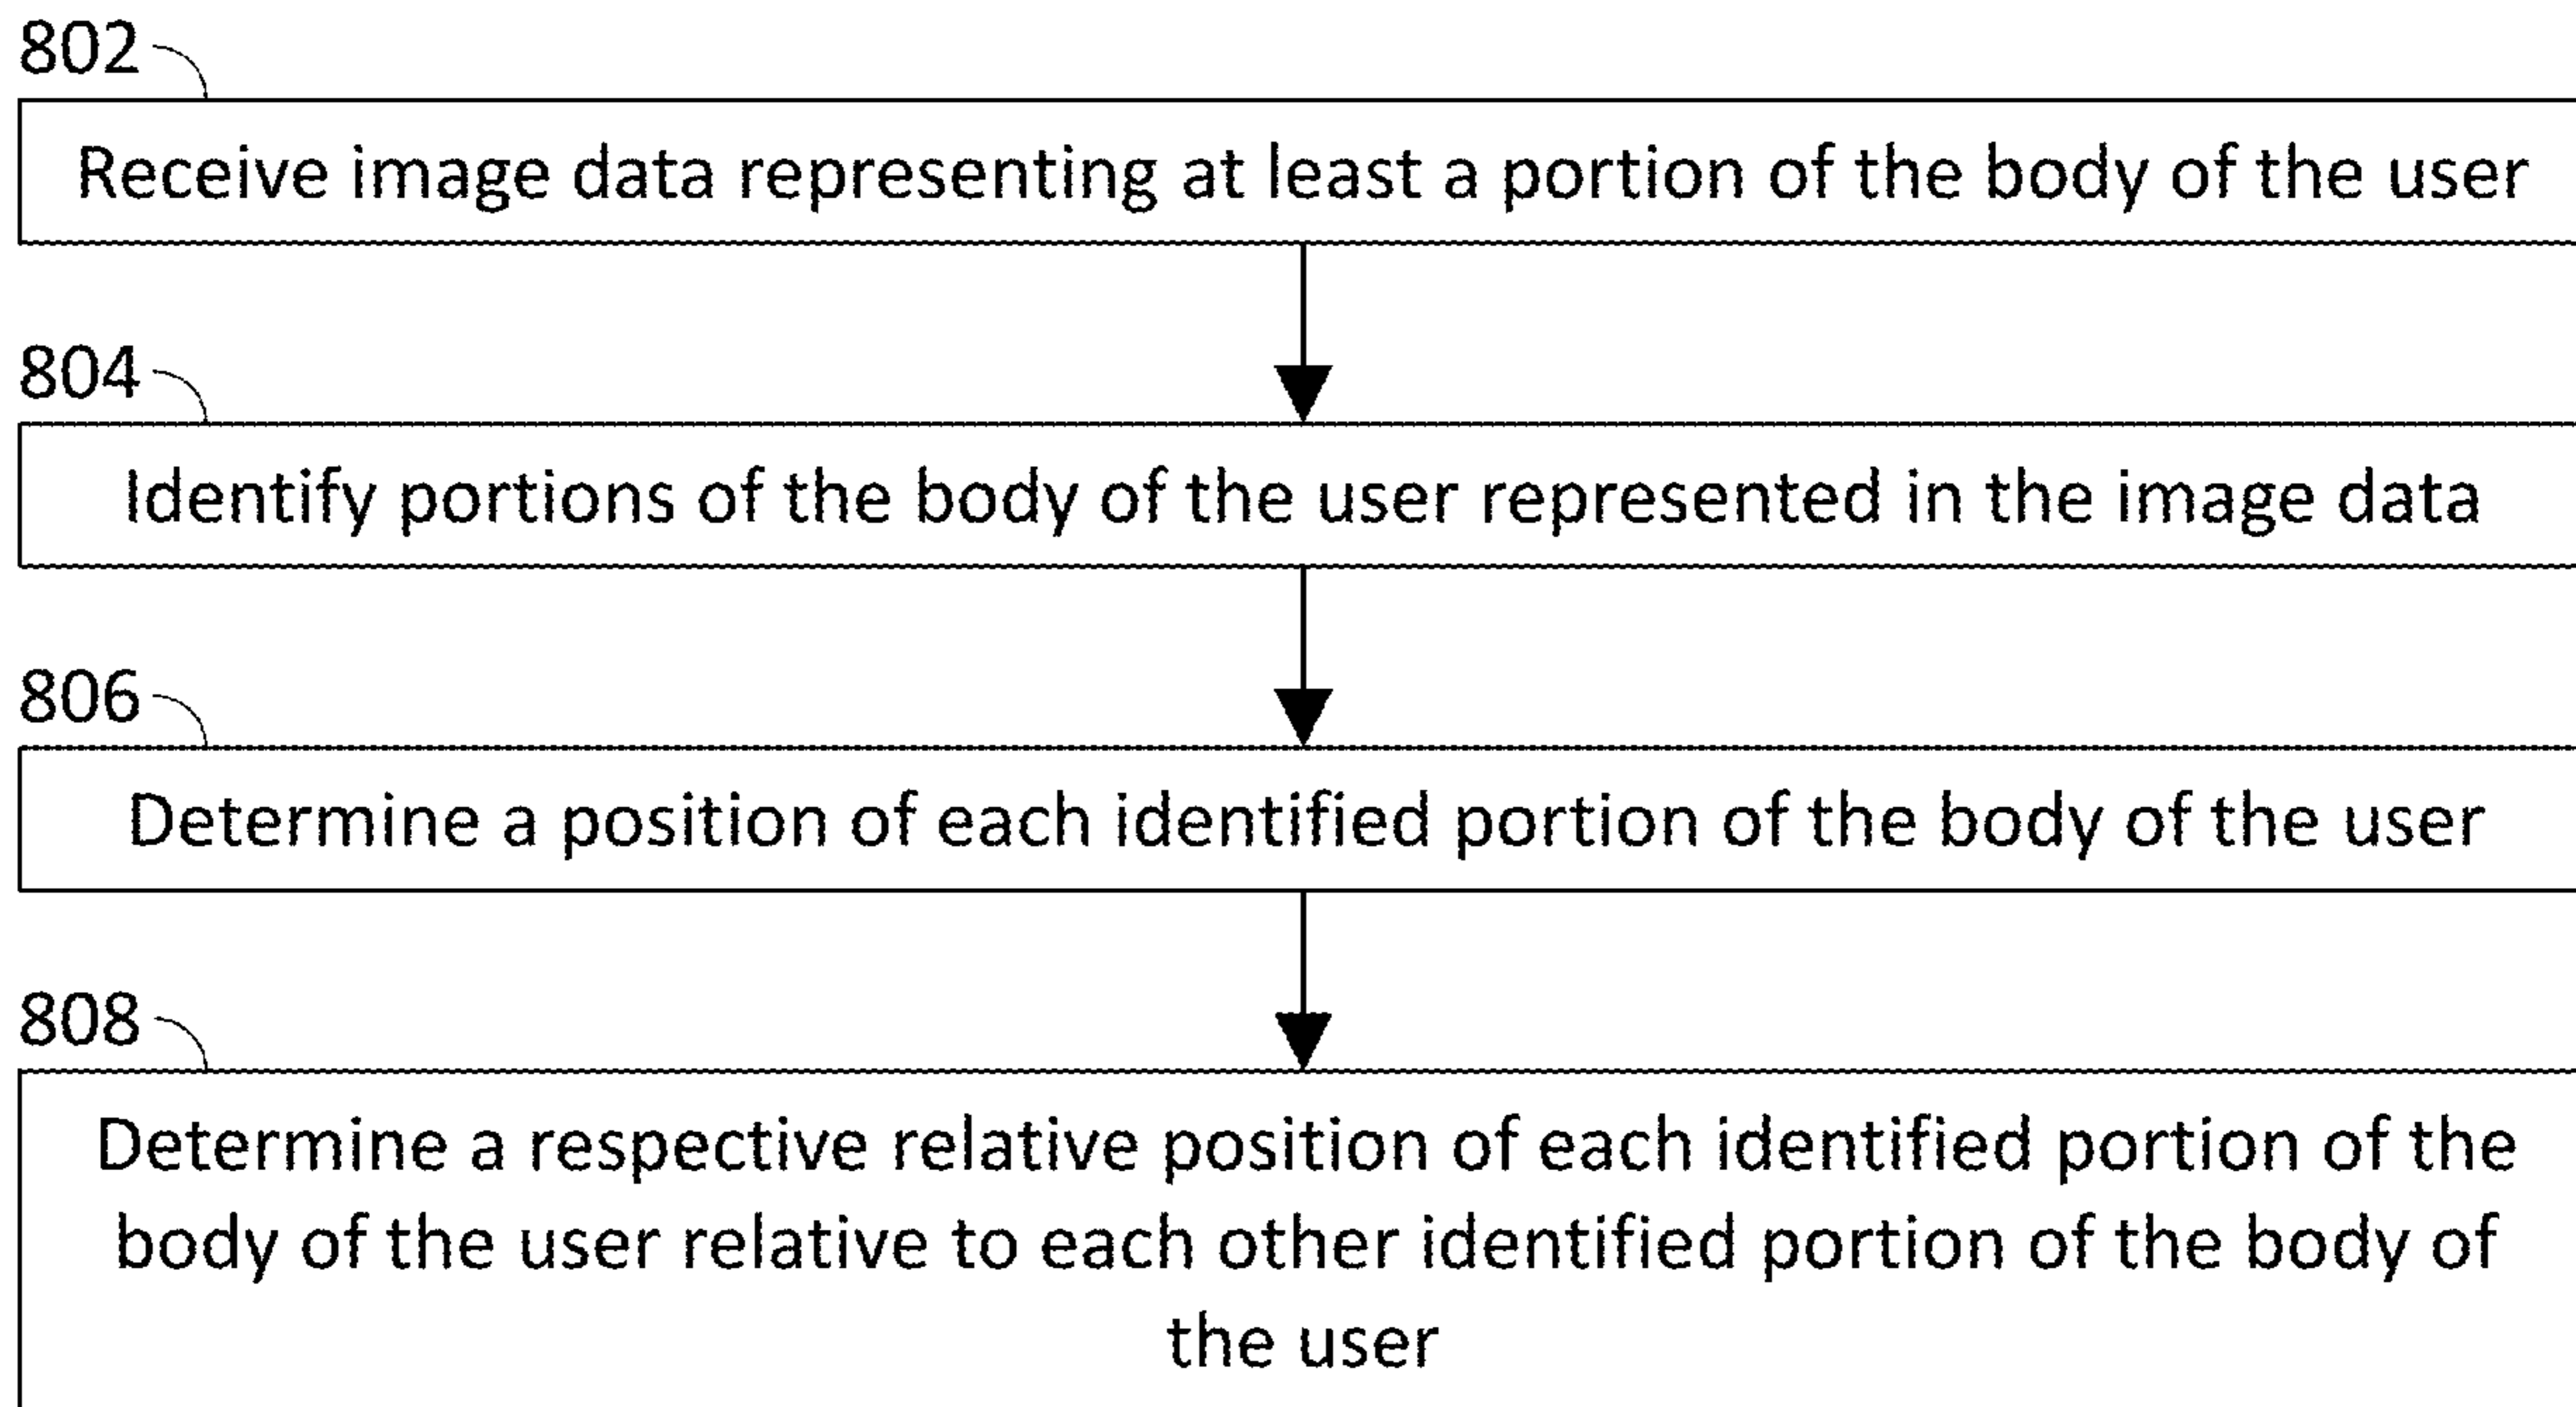 802
Receive image data representing at least a portion of the body of the user
804
Identify portions of the body of the user represented in the image data
806
Determine a position of each identified portion of the body of the user
808
Determine a respective relative position of each identified portion of the
body of the user relative to each other identified portion of the body of
the user